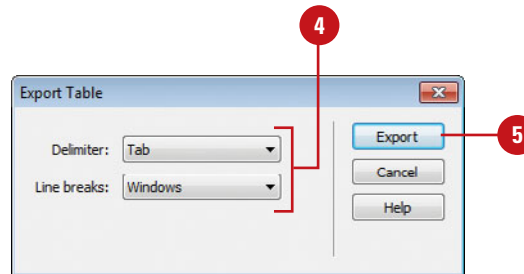 4
Export Table
Delimiter: Tab
Export
5
Line breaks: Windows
Cancel
Help